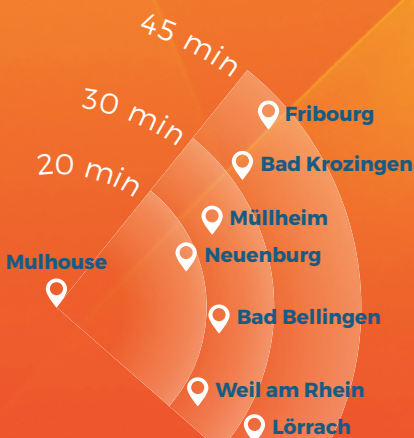 45 min
30 min
20 min
Fribourg
Bad Krozingen
Müllheim
Neuenburg
Mulhouse
Bad Bellingen
Weil am Rhein
Lörrach